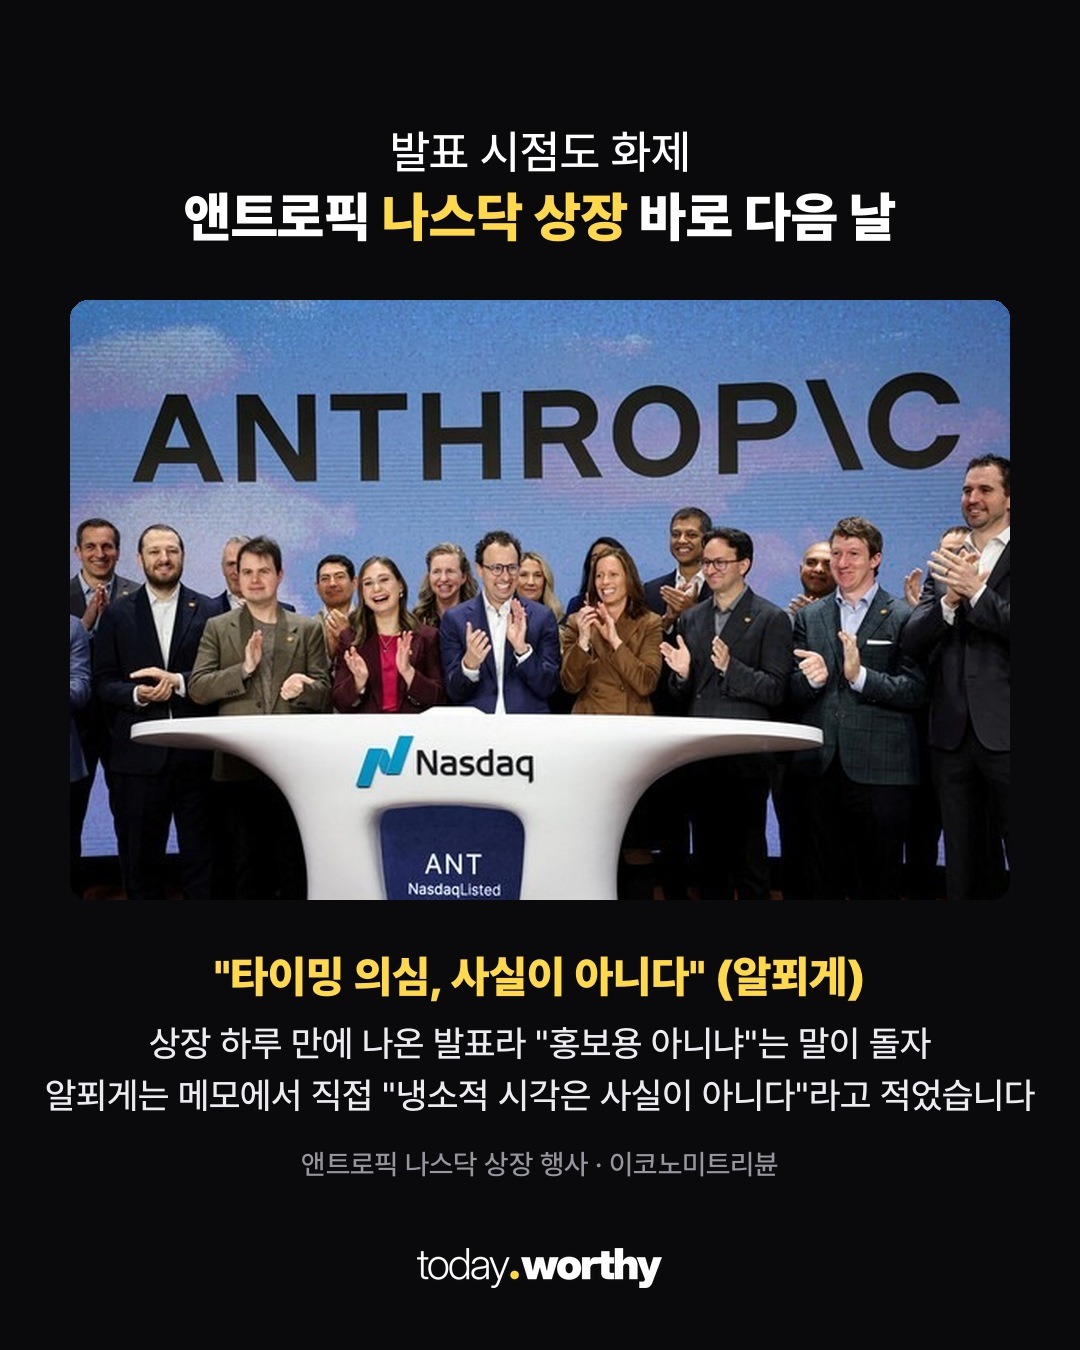 발표 시점도 화제
앤트로픽 나스닥 상장 바로 다음 날
ANTHROP\C
Nasdaq
ANT
NasdaqListed
"타이밍 의심, 사실이 아니다" (알푀게)
상장 하루 만에 나온 발표라 "홍보용 아니냐"는 말이 돌자
알푀게는 메모에서 직접 "냉소적 시각은 사실이 아니다"라고 적었습니다
앤트로픽 나스닥 상장 행사 · 이코노미트리뷴
today.worthy